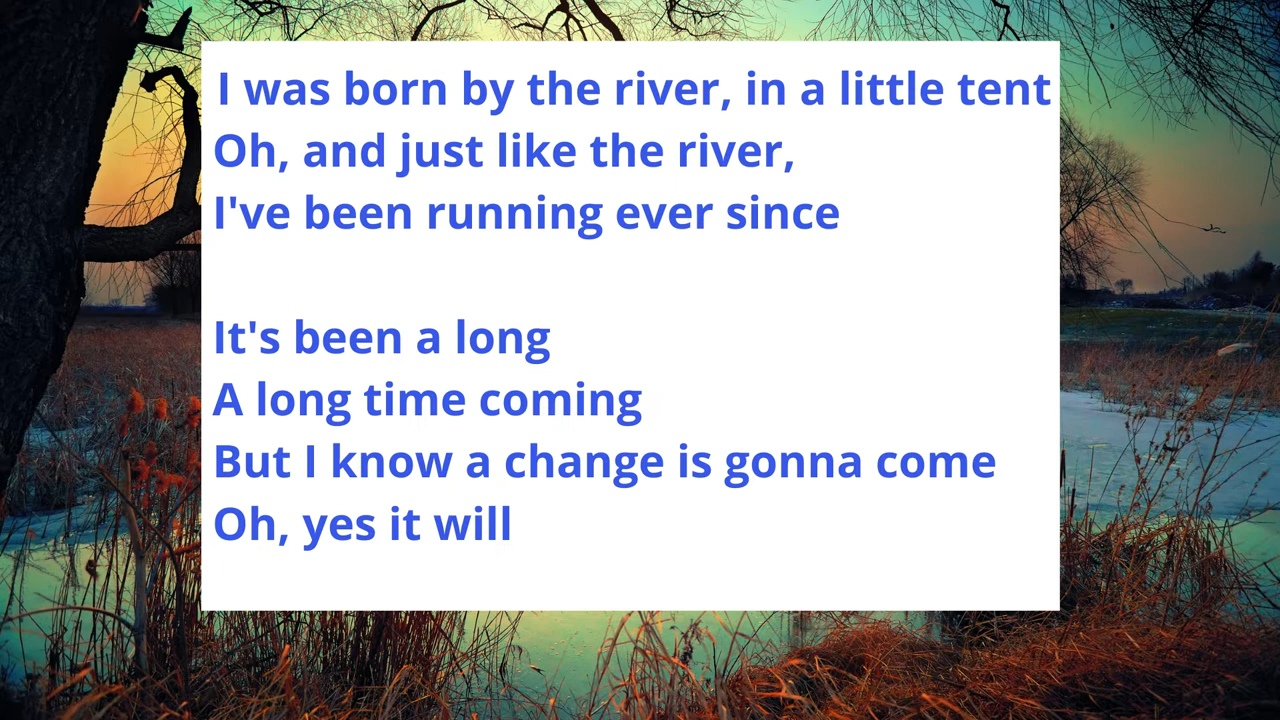 I was born by the river, in a little tent
Oh, and just like the river,
I've been running ever since
It's been a long
A long time coming
But I know a change is gonna come
Oh, yes it will